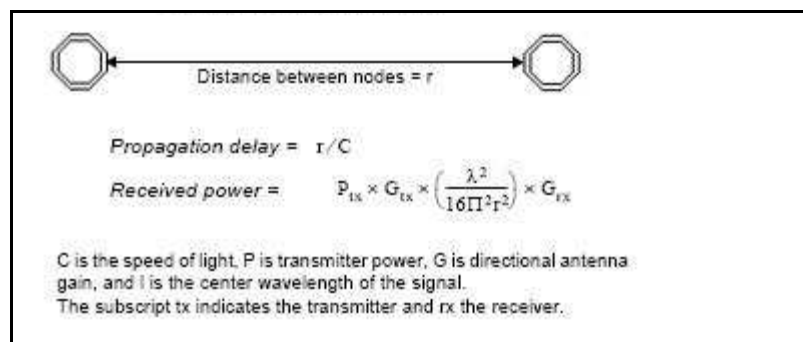 Distance between nodes = r
Propagation delay = r/C
Received power = P_tx × G_tx × (λ²/16Π²r²) × G_rx
C is the speed of light, P is transmitter power, G is directional antenna
gain, and l is the center wavelength of the signal.
The subscript tx indicates the transmitter and rx the receiver.